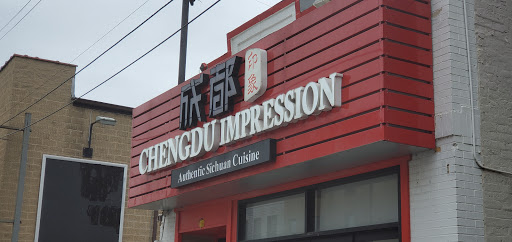 成都
印象
CHENGDU IMPRESSION
Authentic Sichuan Cuisine